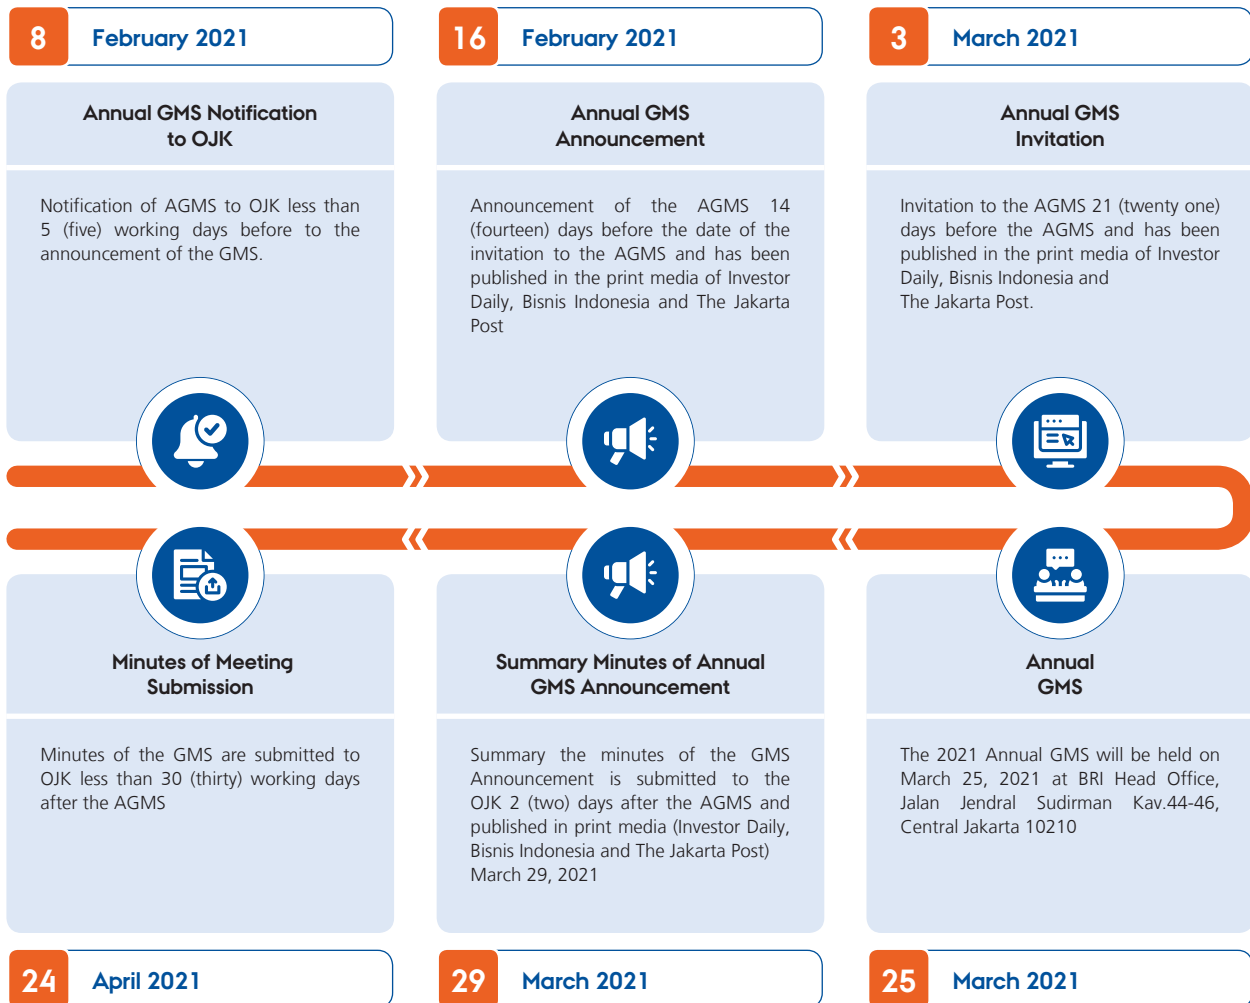 8 February 2021
Annual GMS Notification
to OJK
Notification of AGMS to OJK less than
5 (five) working days before to the
announcement of the GMS.
16 February 2021
Annual GMS
Announcement
Announcement of the AGMS 14
(fourteen) days before the date of the
invitation to the AGMS and has been
published in the print media of Investor
Daily, Bisnis Indonesia and The Jakarta
Post
3 March 2021
Annual GMS
Invitation
Invitation to the AGMS 21 (twenty one)
days before the AGMS and has been
published in the print media of Investor
Daily, Bisnis Indonesia and
The Jakarta Post.
Annual
GMS
The 2021 Annual GMS will be held on
March 25, 2021 at BRI Head Office,
Jalan Jendral Sudirman Kav.44-46,
Central Jakarta 10210
25 March 2021
Summary Minutes of Annual
GMS Announcement
Summary the minutes of the GMS
Announcement is submitted to the
OJK 2 (two) days after the AGMS and
published in print media (Investor Daily,
Bisnis Indonesia and The Jakarta Post)
March 29, 2021
29 March 2021
Minutes of Meeting
Submission
Minutes of the GMS are submitted to
OJK less than 30 (thirty) working days
after the AGMS
24 April 2021